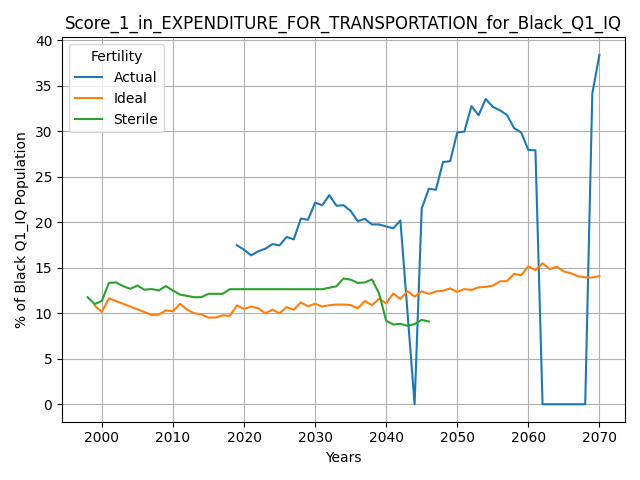 Score_1_in_EXPENDITURE_FOR_TRANSPORTATION_for_Black_Q1_IQ
Fertility
Actual
Ideal
Sterile
% of Black Q1_IQ Population
40
35
30
25
20
15
10
5
0
2000 2010 2020 2030 2040 2050 2060 2070
Years